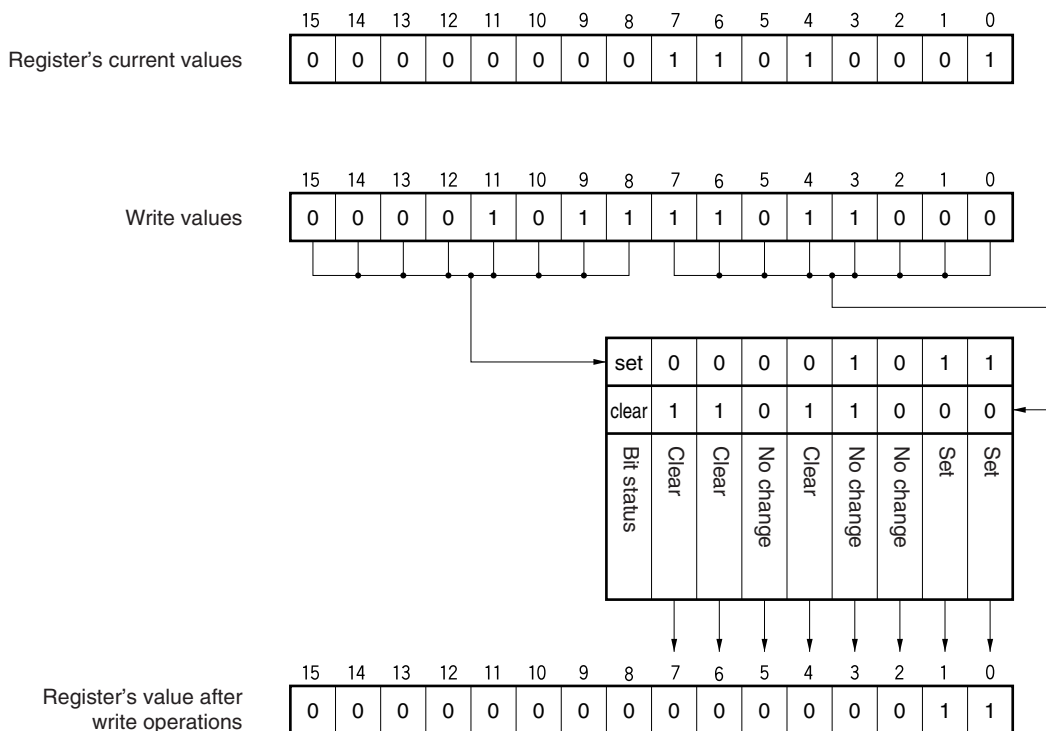 15 14 13 12 11 10 9 8 7 6 5 4 3 2 1 0
Register’s current values 0 0 0 0 0 0 0 0 1 1 0 1 0 0 0 1
15 14 13 12 11 10 9 8 7 6 5 4 3 2 1 0
Write values 0 0 0 0 1 0 1 1 1 1 0 1 1 0 0 0
set 0 0 0 0 1 0 1 1
clear 1 1 0 1 1 0 0 0
Bit status Clear Clear No change Clear No change No change Set Set
15 14 13 12 11 10 9 8 7 6 5 4 3 2 1 0
Register’s value after
write operations 0 0 0 0 0 0 0 0 0 0 0 0 0 0 1 1